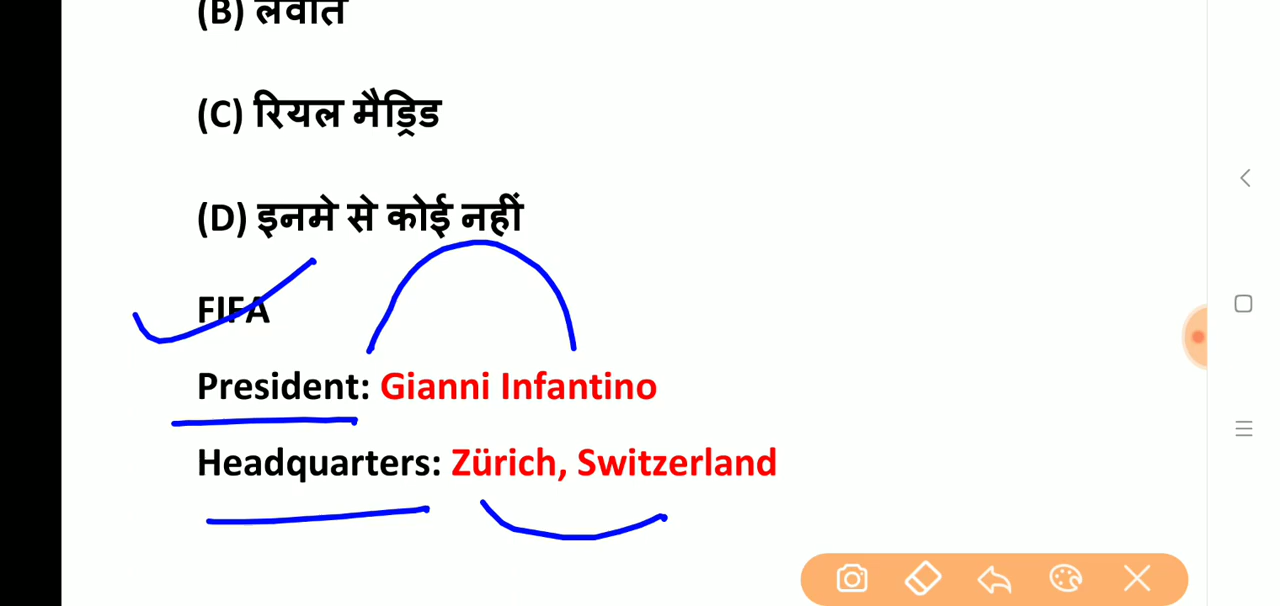 (B) लेवांते
(C) रियल मैड्रिड
(D) इनमे से कोई नहीं
FIFA
President: Gianni Infantino
Headquarters: Zürich, Switzerland